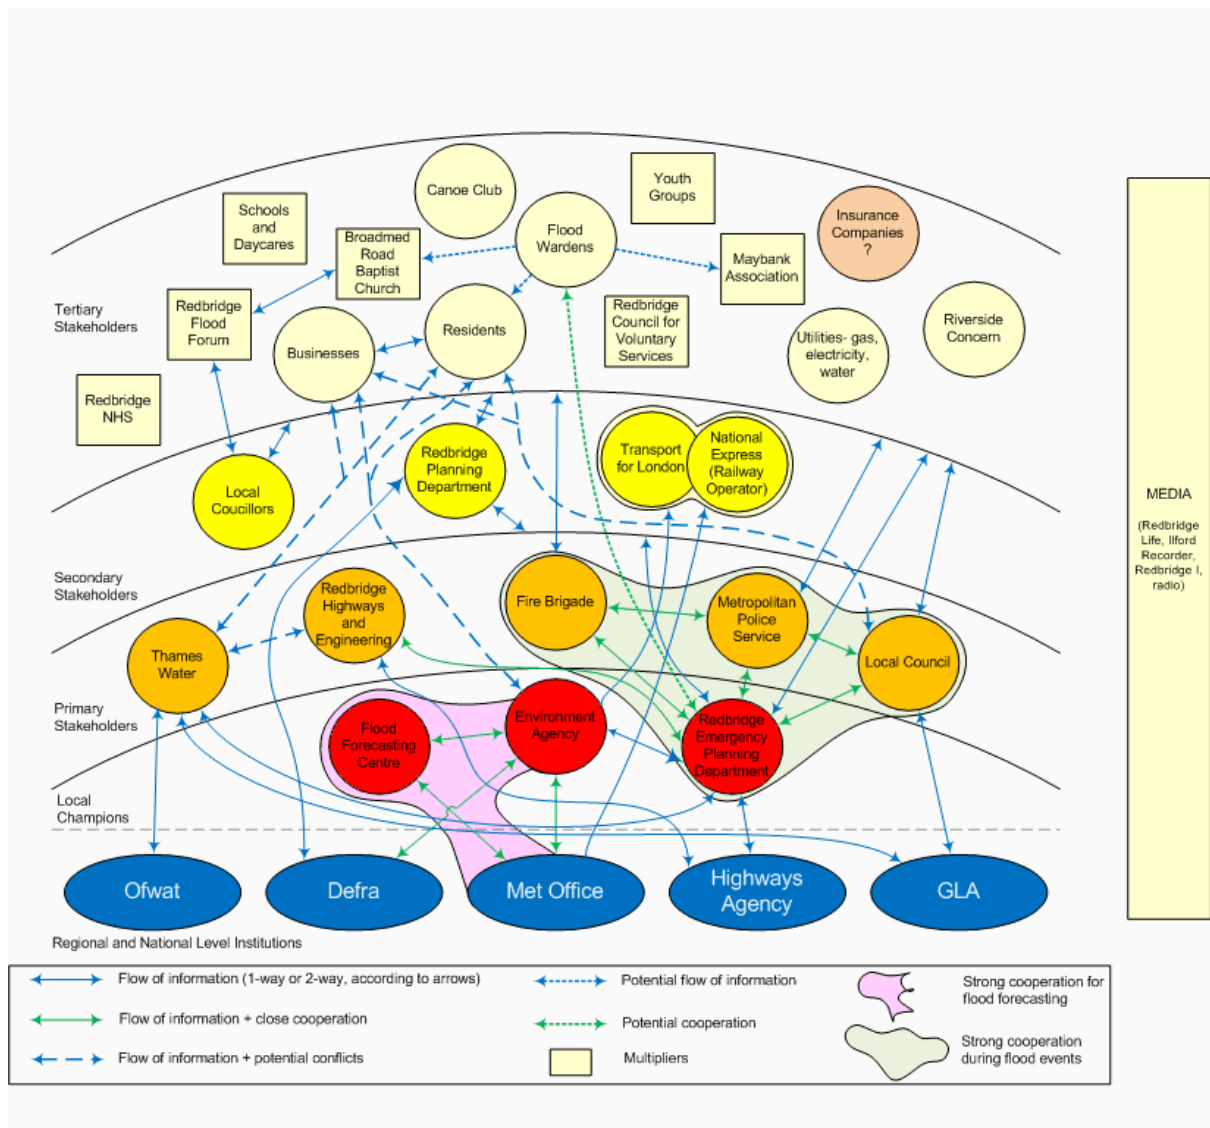 Canoe Club
Youth
Groups
Schools
and
Daycares
Insurance
Companies
?
Flood
Wardens
Broadmed
Road
Baptist
Church
Maybank
Association
Tertiary
Stakeholders
Redbridge
Flood
Forum
Businesses
Residents
Redbridge
Council for
Voluntary
Services
Utilities- gas,
electricity,
water
Riverside
Concern
Redbridge
NHS
Local
Coucillors
Redbridge
Planning
Department
Transport
for London
National
Express
(Railway
Operator)
MEDIA
(Redbridge
Life, Ilford
Recorder,
Redbridge I,
radio)
Secondary
Stakeholders
Redbridge
Highways
and
Engineering
Fire Brigade
Metropolitan
Police
Service
Thames
Water
Local Council
Primary
Stakeholders
Flood
Forecasting
Centre
Environment
Agency
Redbridge
Emergency
Planning
Department
Local
Champions
Ofwat
Defra
Met Office
Highways
Agency
GLA
Regional and National Level Institutions
Flow of information (1-way or 2-way, according to arrows)
Flow of information + close cooperation
Flow of information + potential conflicts
Potential flow of information
Potential cooperation
Multipliers
Strong cooperation for
flood forecasting
Strong cooperation
during flood events